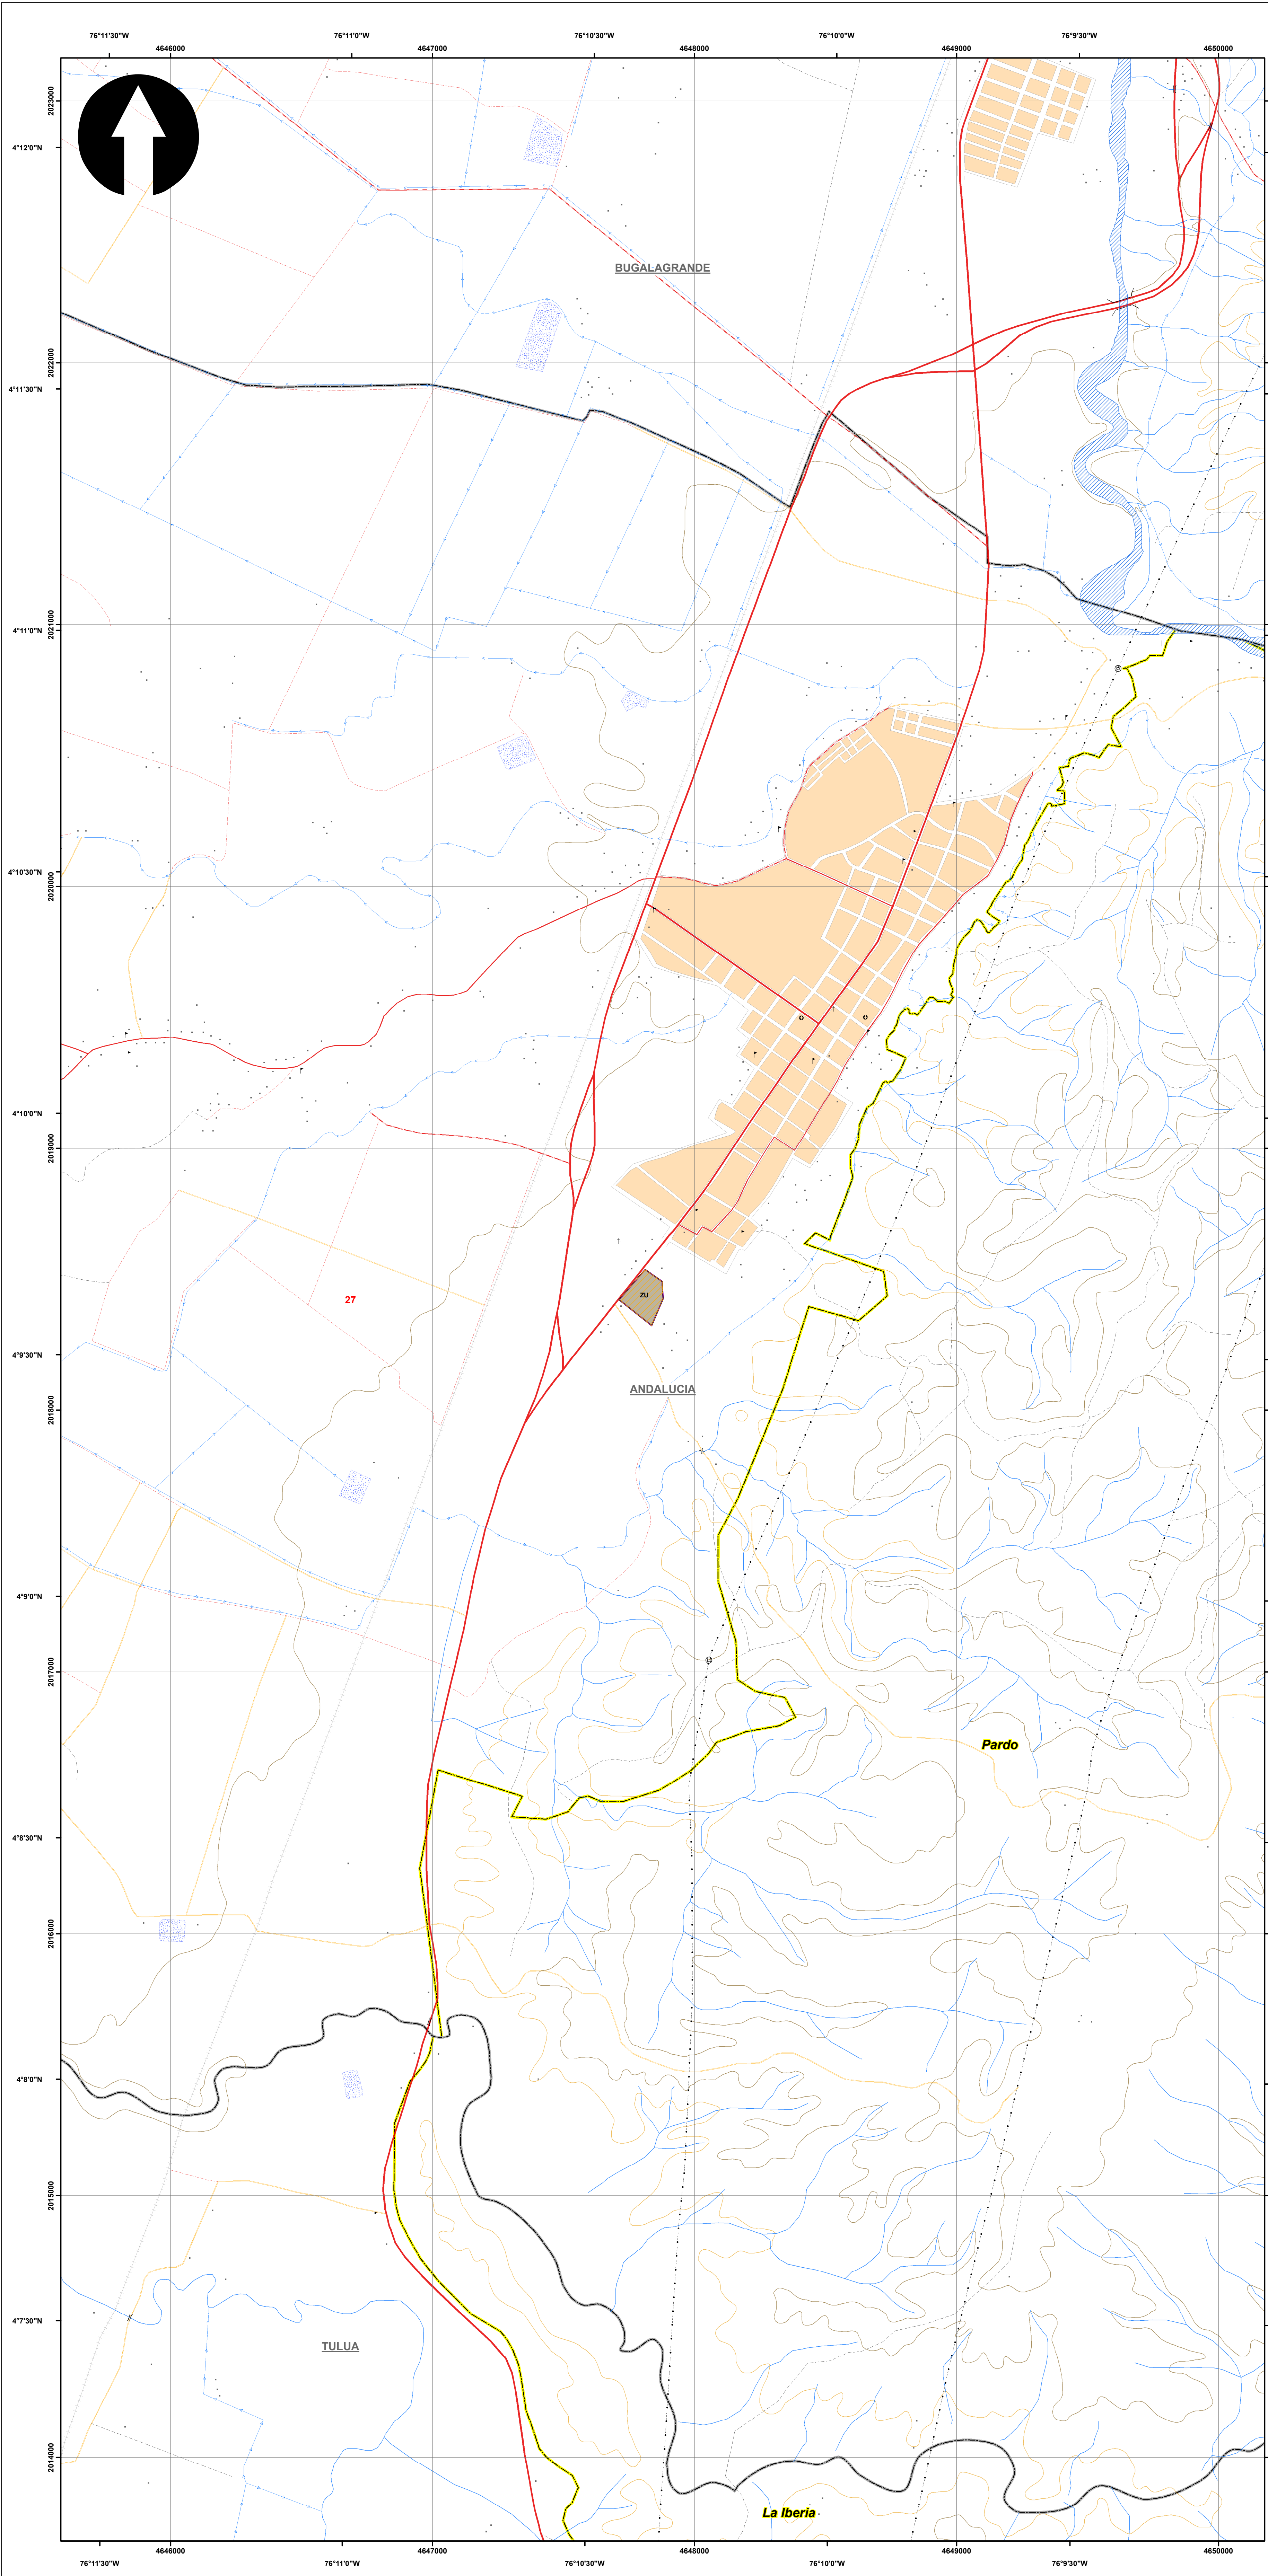 76°11'30"W 76°11'0"W 76°10'30"W 76°10'0"W 76°9'30"W
4646000 4647000 4648000 4649000 4650000
2023000
4°12'0"N
BUGALAGRANDE
2022000
4°11'30"N
2021000
4°11'0"N
4°10'30"N
2020000
4°10'0"N
2019000
ZU
27
4°9'30"N
ANDALUCIA
2018000
4°9'0"N
2017000
Pardo
4°8'30"N
2016000
4°8'0"N
2015000
4°7'30"N
TULUA
2014000
La Iberia
4646000 4647000 4648000 4649000 4650000
76°11'30"W 76°11'0"W 76°10'30"W 76°10'0"W 76°9'30"W